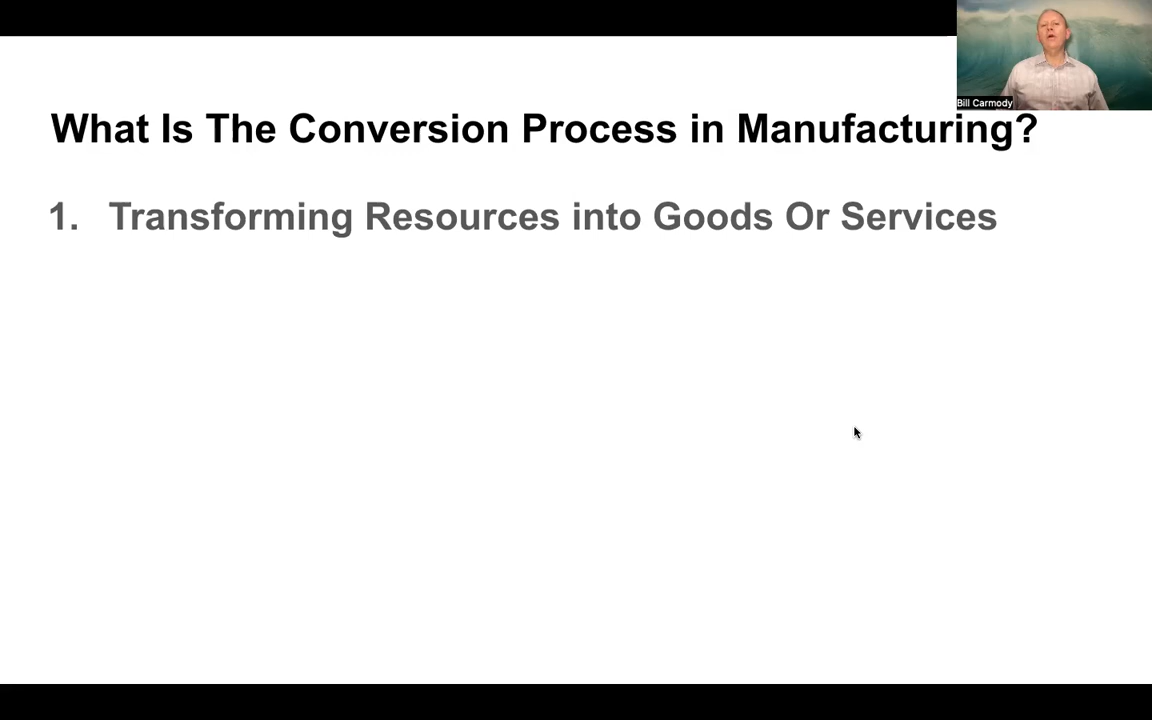 Bill Carmody
What Is The Conversion Process in Manufacturing?
1. Transforming Resources into Goods Or Services